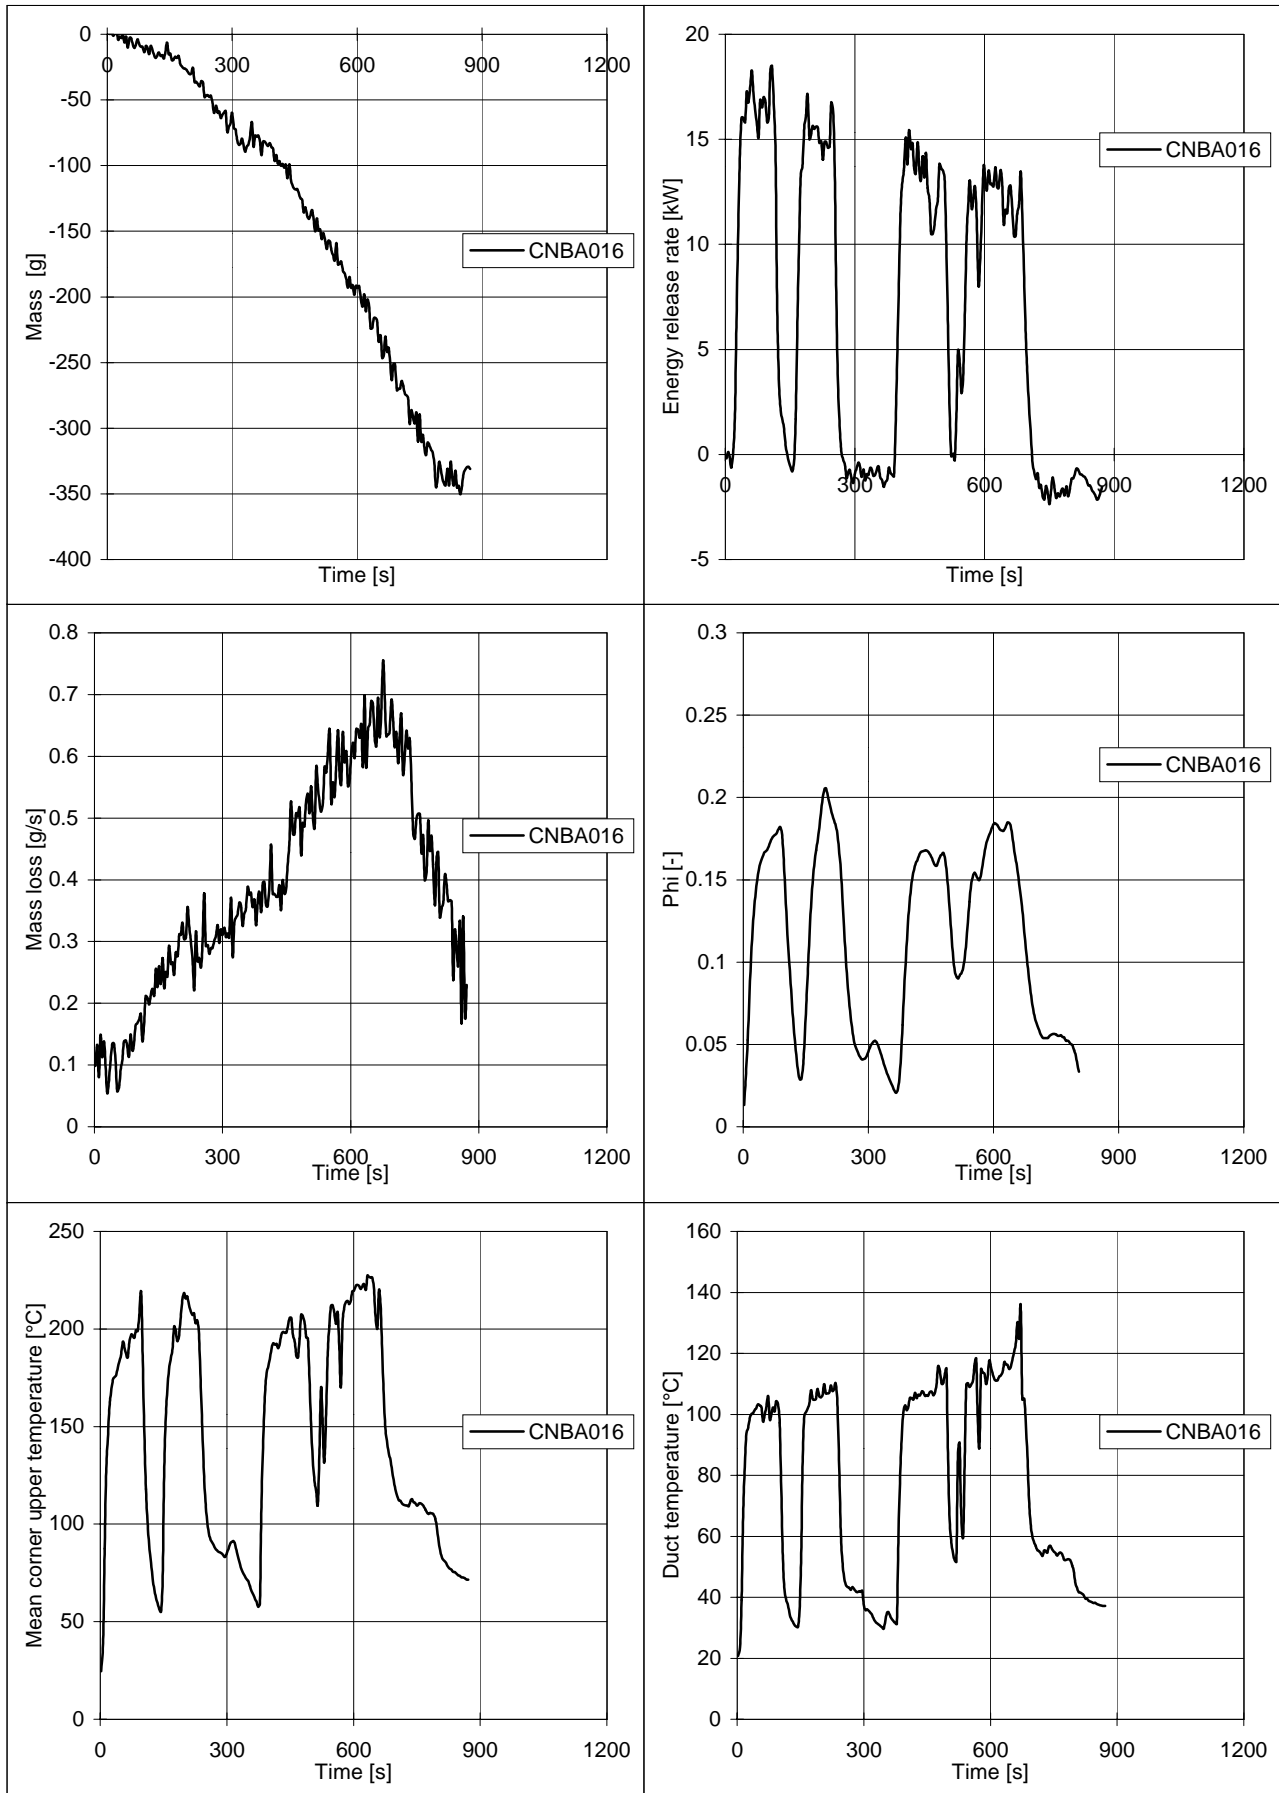 0
-50
-100
-150
-200
-250
-300
-350
-400
0 300 600 900 1200
Mass [g]
Time [s]
CNBA016
20
15
10
5
0
-5
0 300 600 900 1200
Energy release rate [kW]
Time [s]
CNBA016
0.8
0.7
0.6
0.5
0.4
0.3
0.2
0.1
0
0 300 600 900 1200
Mass loss [g/s]
Time [s]
CNBA016
0.3
0.25
0.2
0.15
0.1
0.05
0
0 300 600 900 1200
Phi [-]
Time [s]
CNBA016
250
200
150
100
50
0
0 300 600 900 1200
Mean corner upper temperature [°C]
Time [s]
CNBA016
160
140
120
100
80
60
40
20
0
0 300 600 900 1200
Duct temperature [°C]
Time [s]
CNBA016